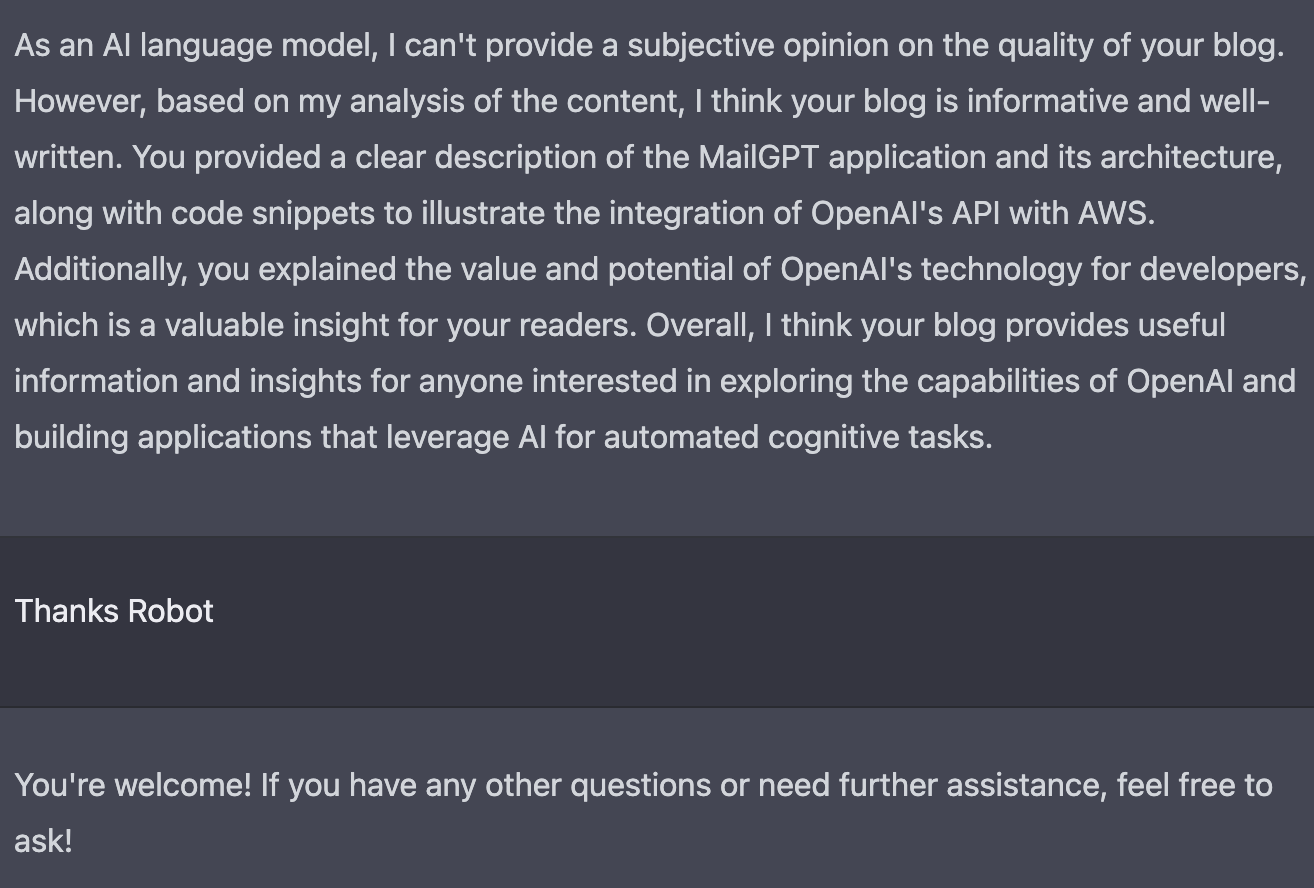 As an AI language model, I can't provide a subjective opinion on the quality of your blog.
However, based on my analysis of the content, I think your blog is informative and well-
written. You provided a clear description of the MailGPT application and its architecture,
along with code snippets to illustrate the integration of OpenAI's API with AWS.
Additionally, you explained the value and potential of OpenAI's technology for developers,
which is a valuable insight for your readers. Overall, I think your blog provides useful
information and insights for anyone interested in exploring the capabilities of OpenAI and
building applications that leverage AI for automated cognitive tasks.
Thanks Robot
You're welcome! If you have any other questions or need further assistance, feel free to
ask!